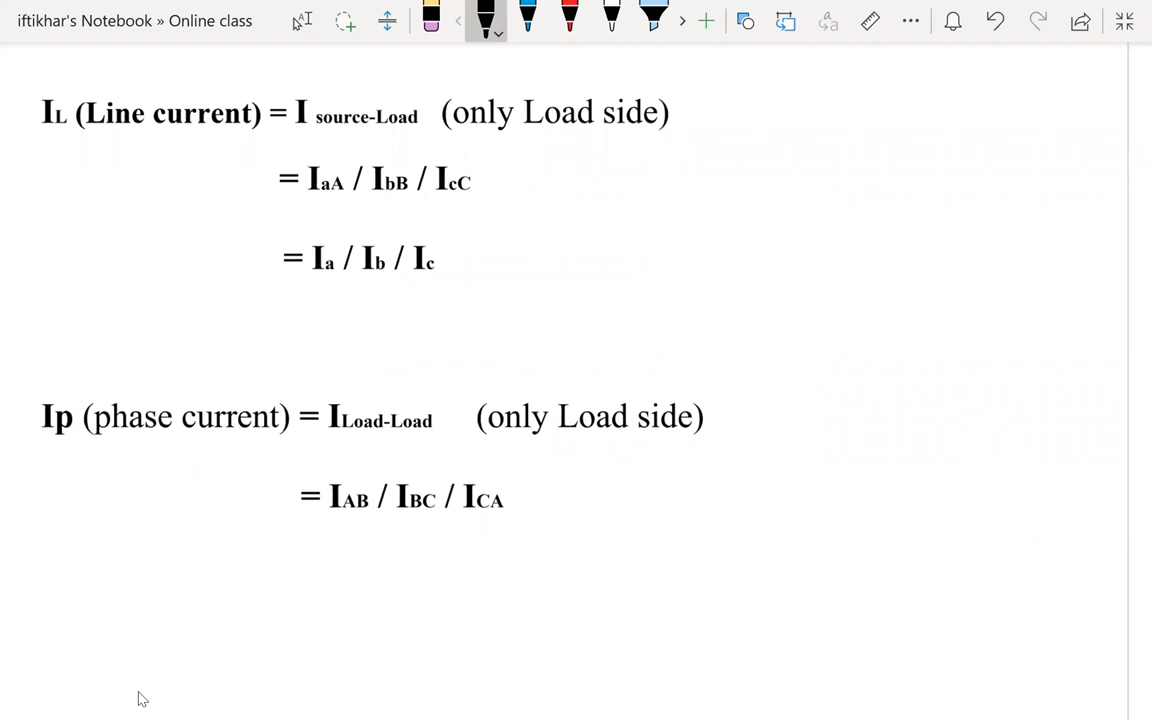 iftikhar's Notebook » Online class
IL (Line current) = I source-Load (only Load side)
= IaA / IbB / IcC
= Ia / Ib / Ic
Ip (phase current) = ILoad-Load (only Load side)
= IAB / IBC / ICA